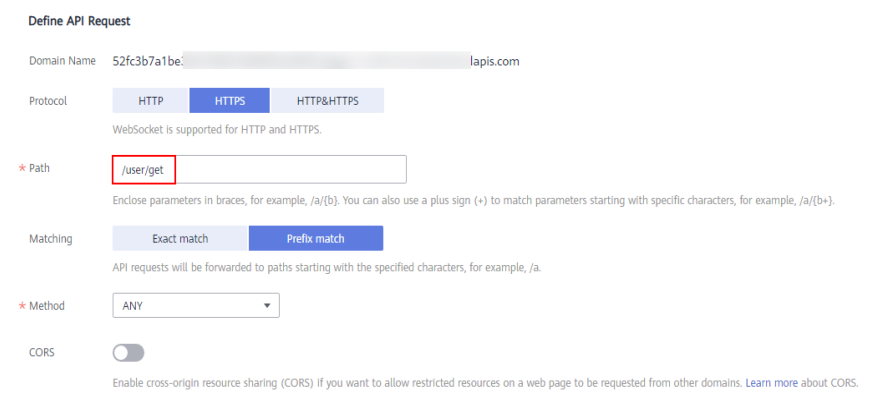 Define API Request
Domain Name 52fc3b7a1be lapis.com
Protocol HTTP HTTPS HTTP&HTTPS
WebSocket is supported for HTTP and HTTPS.
* Path /user/get
Enclose parameters in braces, for example, /a/{b}. You can also use a plus sign (+) to match parameters starting with specific characters, for example, /a/{b+}.
Matching Exact match Prefix match
API requests will be forwarded to paths starting with the specified characters, for example, /a.
* Method ANY
CORS
Enable cross-origin resource sharing (CORS) if you want to allow restricted resources on a web page to be requested from other domains. Learn more about CORS.